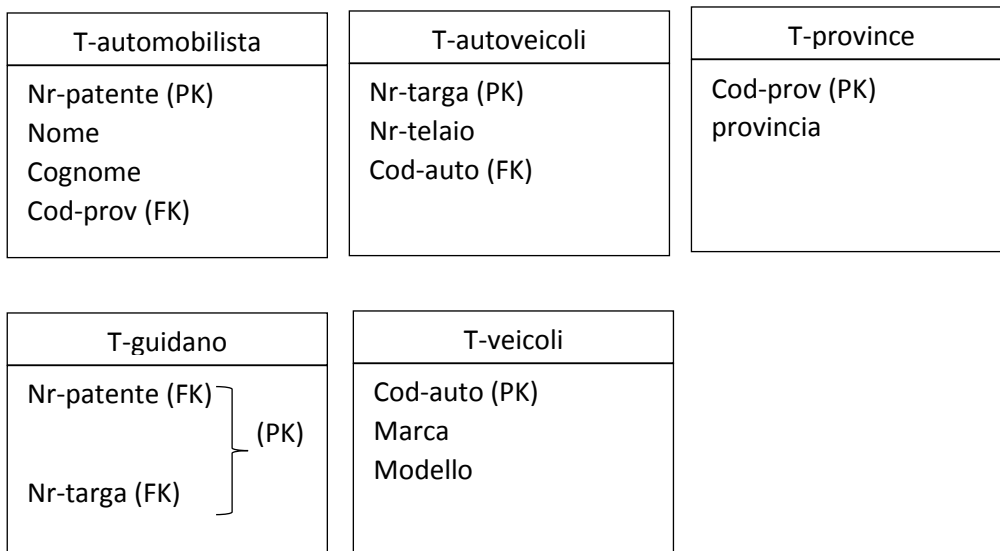 T-automobilista
Nr-patente (PK)
Nome
Cognome
Cod-prov (FK)
T-autoveicoli
Nr-targa (PK)
Nr-telaio
Cod-auto (FK)
T-province
Cod-prov (PK)
provincia
T-guidano
Nr-patente (FK)
(PK)
Nr-targa (FK)
T-veicoli
Cod-auto (PK)
Marca
Modello